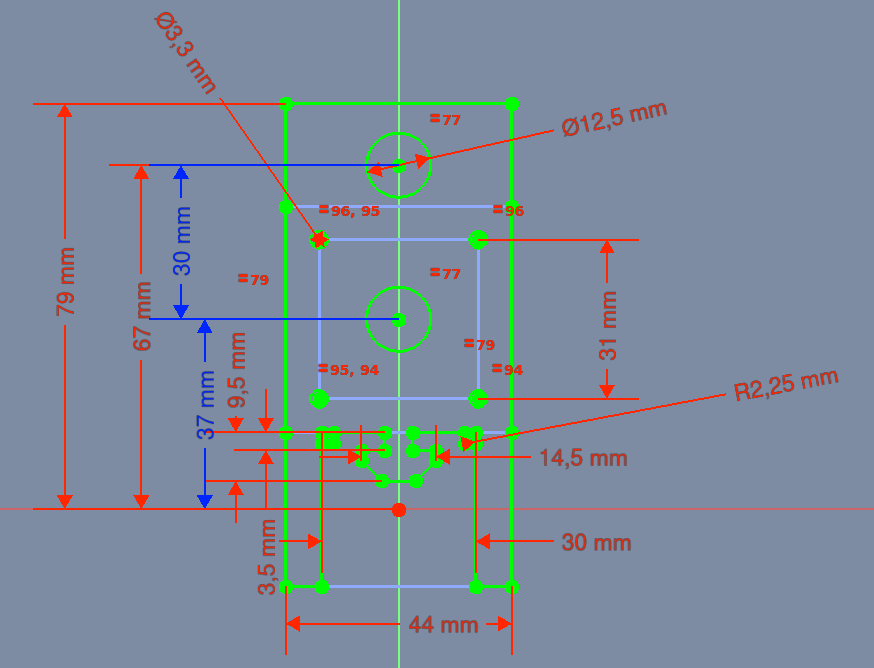 Ø3,3 mm
=77
Ø12,5 mm
=96, 95
=96
30 mm
79 mm
=79
=77
67 mm
31 mm
=79
9,5 mm
=95, 94
=94
37 mm
R2,25 mm
14,5 mm
3,5 mm
30 mm
44 mm